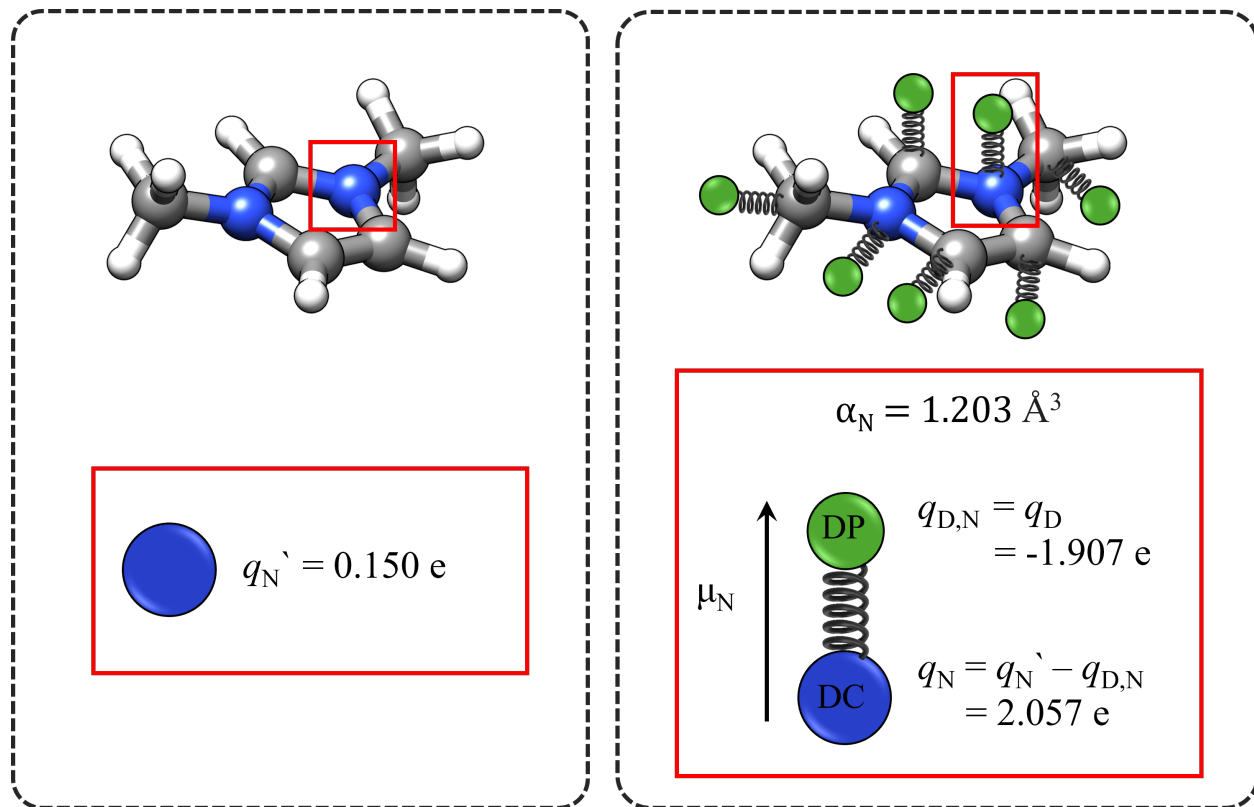 q_N` = 0.150 e
α_N = 1.203 Å³
DP
q_D,N = q_D
= -1.907 e
μ_N
DC
q_N = q_N` − q_D,N
= 2.057 e